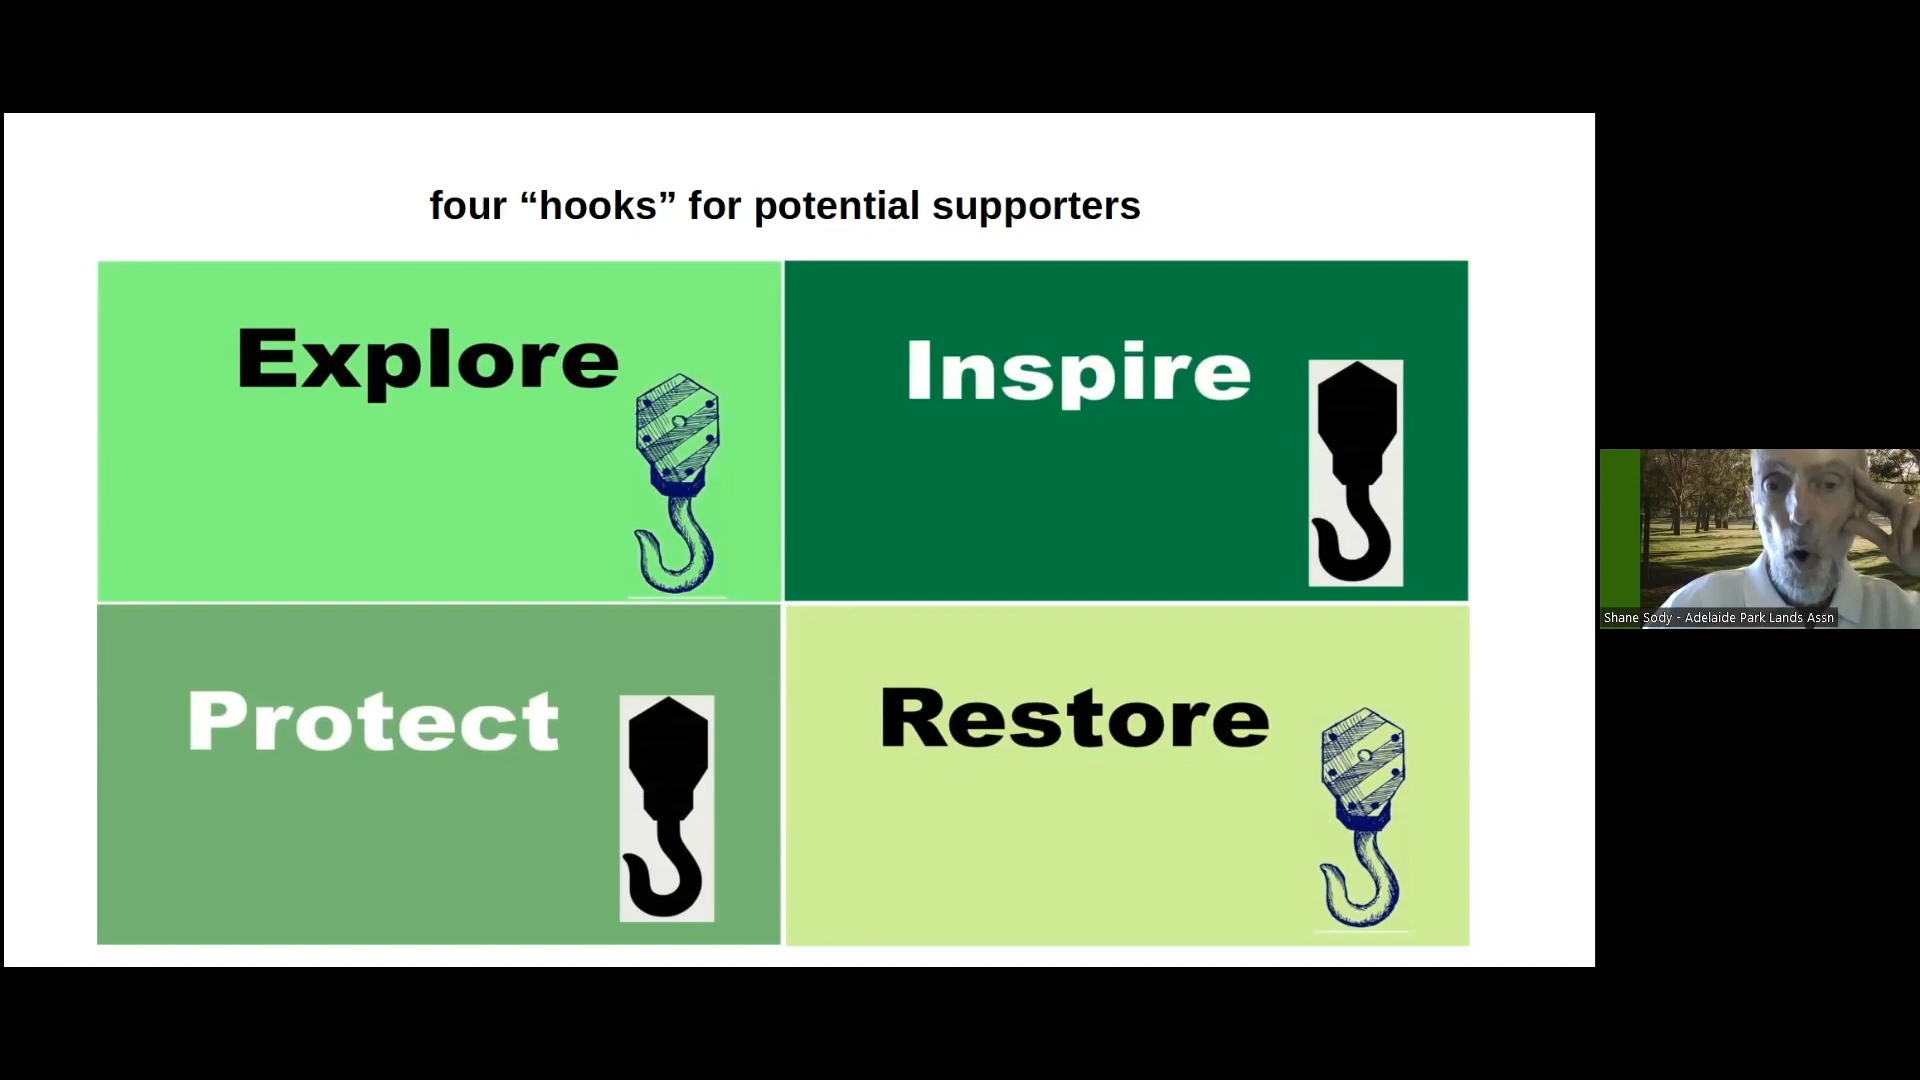 four “hooks” for potential supporters
Explore
Inspire
Protect
Restore
Shane Sody - Adelaide Park Lands Assn